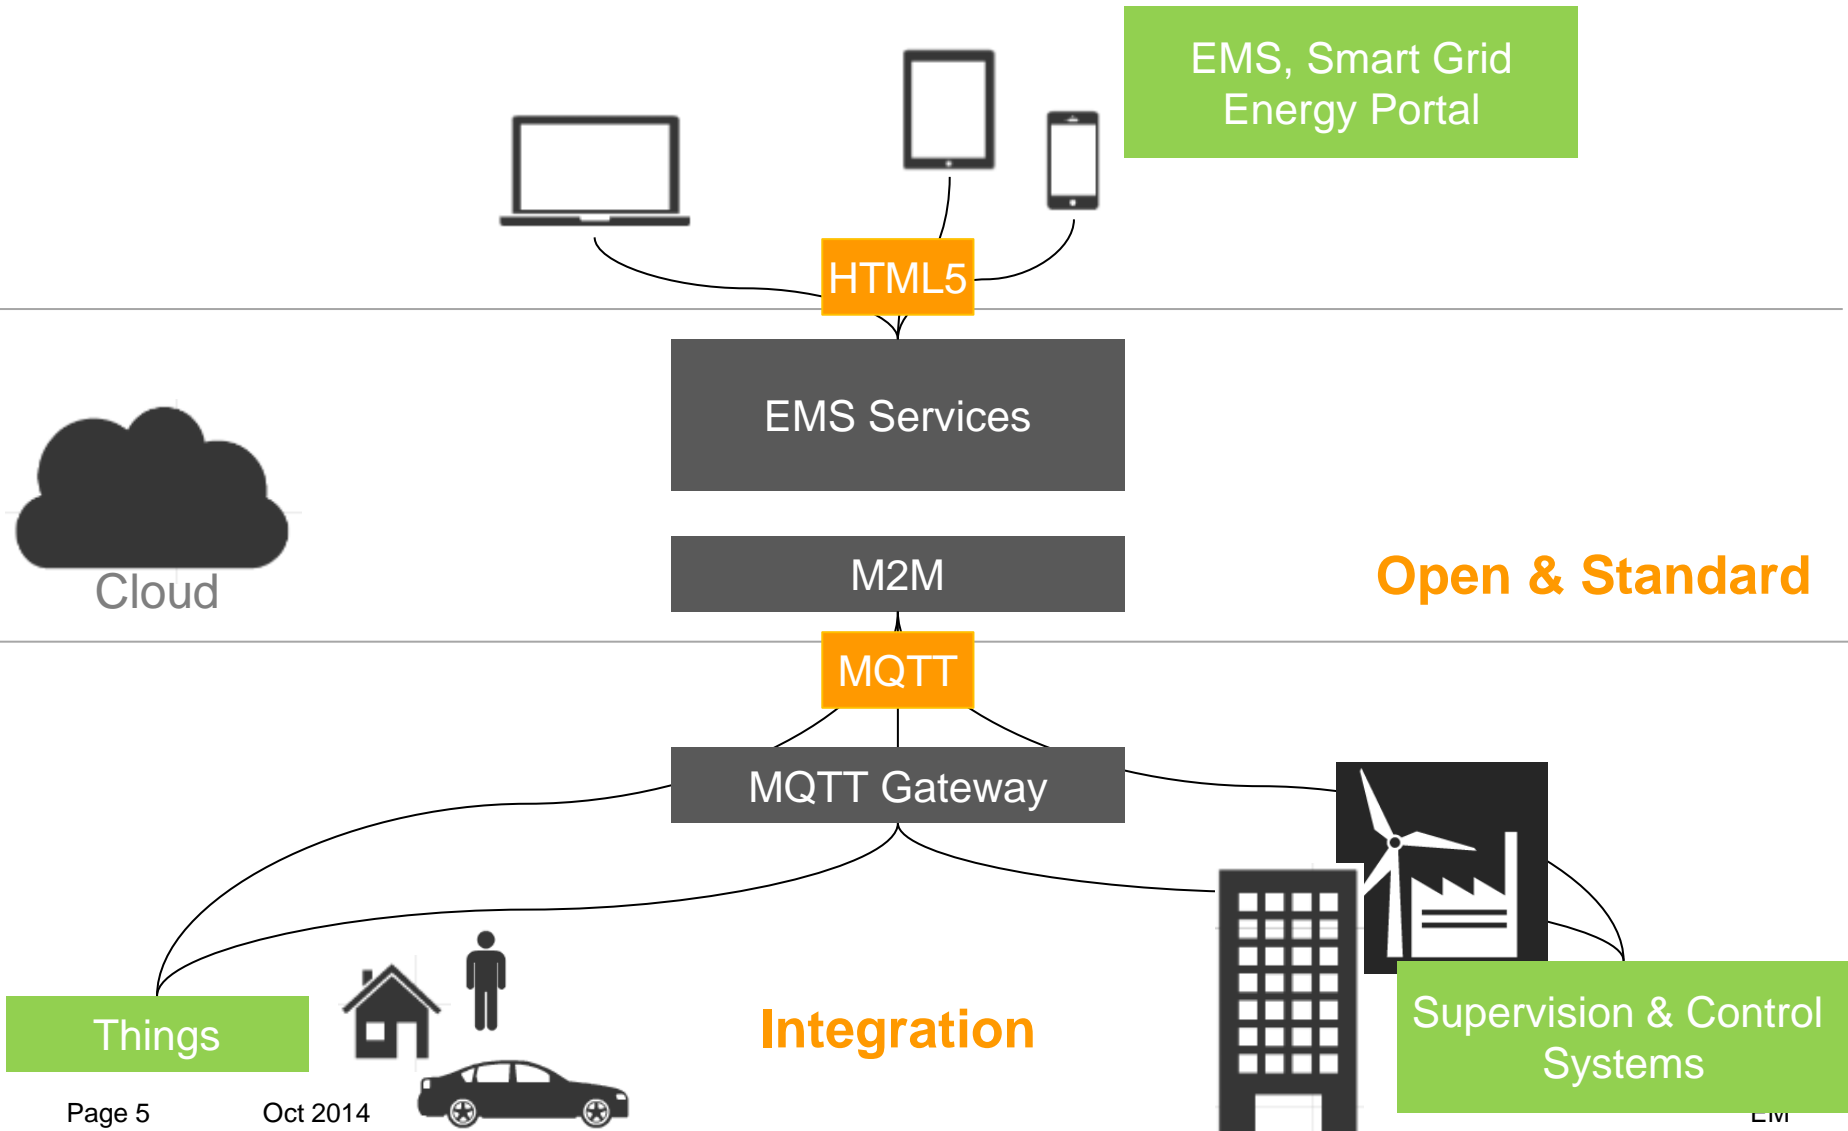 EMS, Smart Grid
Energy Portal
HTML5
EMS Services
Cloud
M2M
Open & Standard
MQTT
MQTT Gateway
Things
Integration
Supervision & Control
Systems
Page 5
Oct 2014
EM